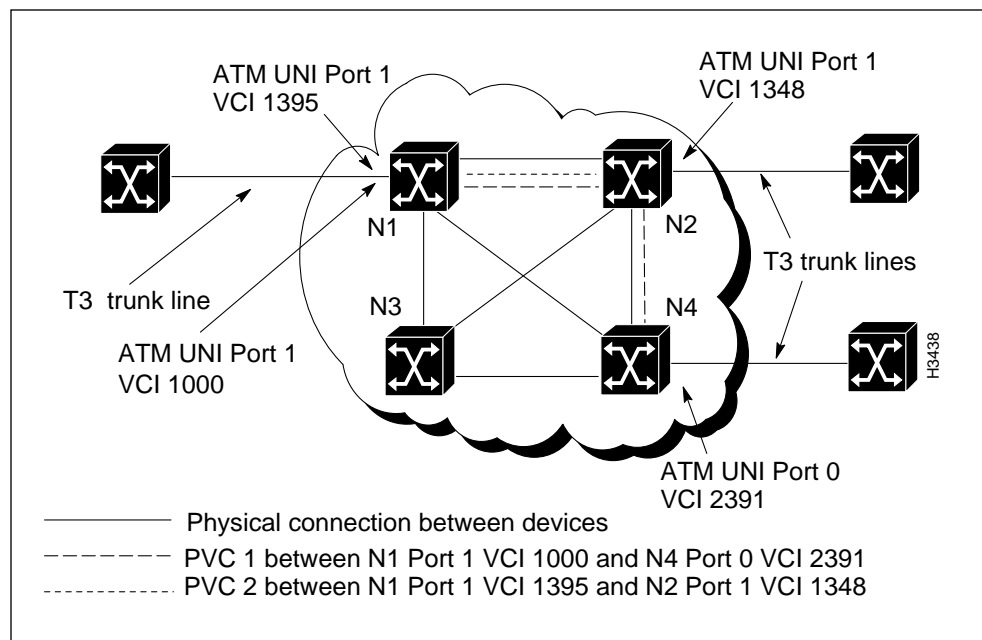 ATM UNI Port 1
VCI 1395
ATM UNI Port 1
VCI 1348
N1
N2
T3 trunk line
T3 trunk lines
N3
N4
ATM UNI Port 1
VCI 1000
H3438
ATM UNI Port 0
VCI 2391
Physical connection between devices
PVC 1 between N1 Port 1 VCI 1000 and N4 Port 0 VCI 2391
PVC 2 between N1 Port 1 VCI 1395 and N2 Port 1 VCI 1348